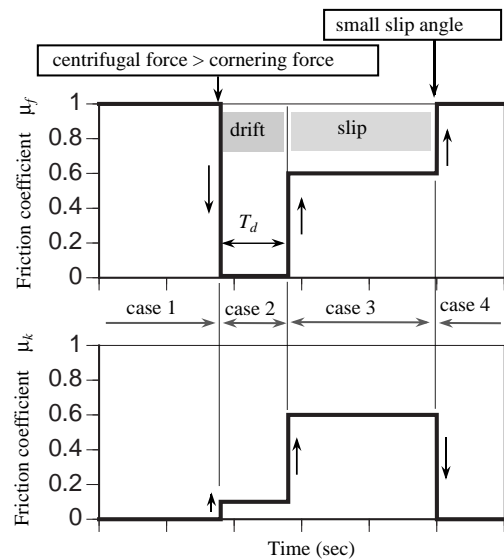 small slip angle
centrifugal force > cornering force
Friction coefficient μf
1
0.8
0.6
0.4
0.2
0
drift
slip
Td
case 1
case 2
case 3
case 4
Friction coefficient μk
1
0.8
0.6
0.4
0.2
0
Time (sec)